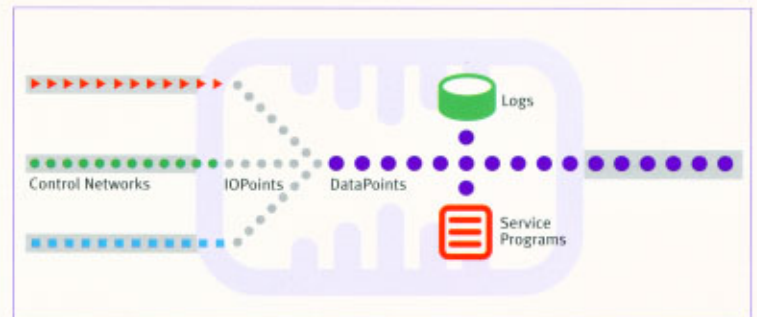 Logs
Control Networks
IOPoints
DataPoints
Service
Programs